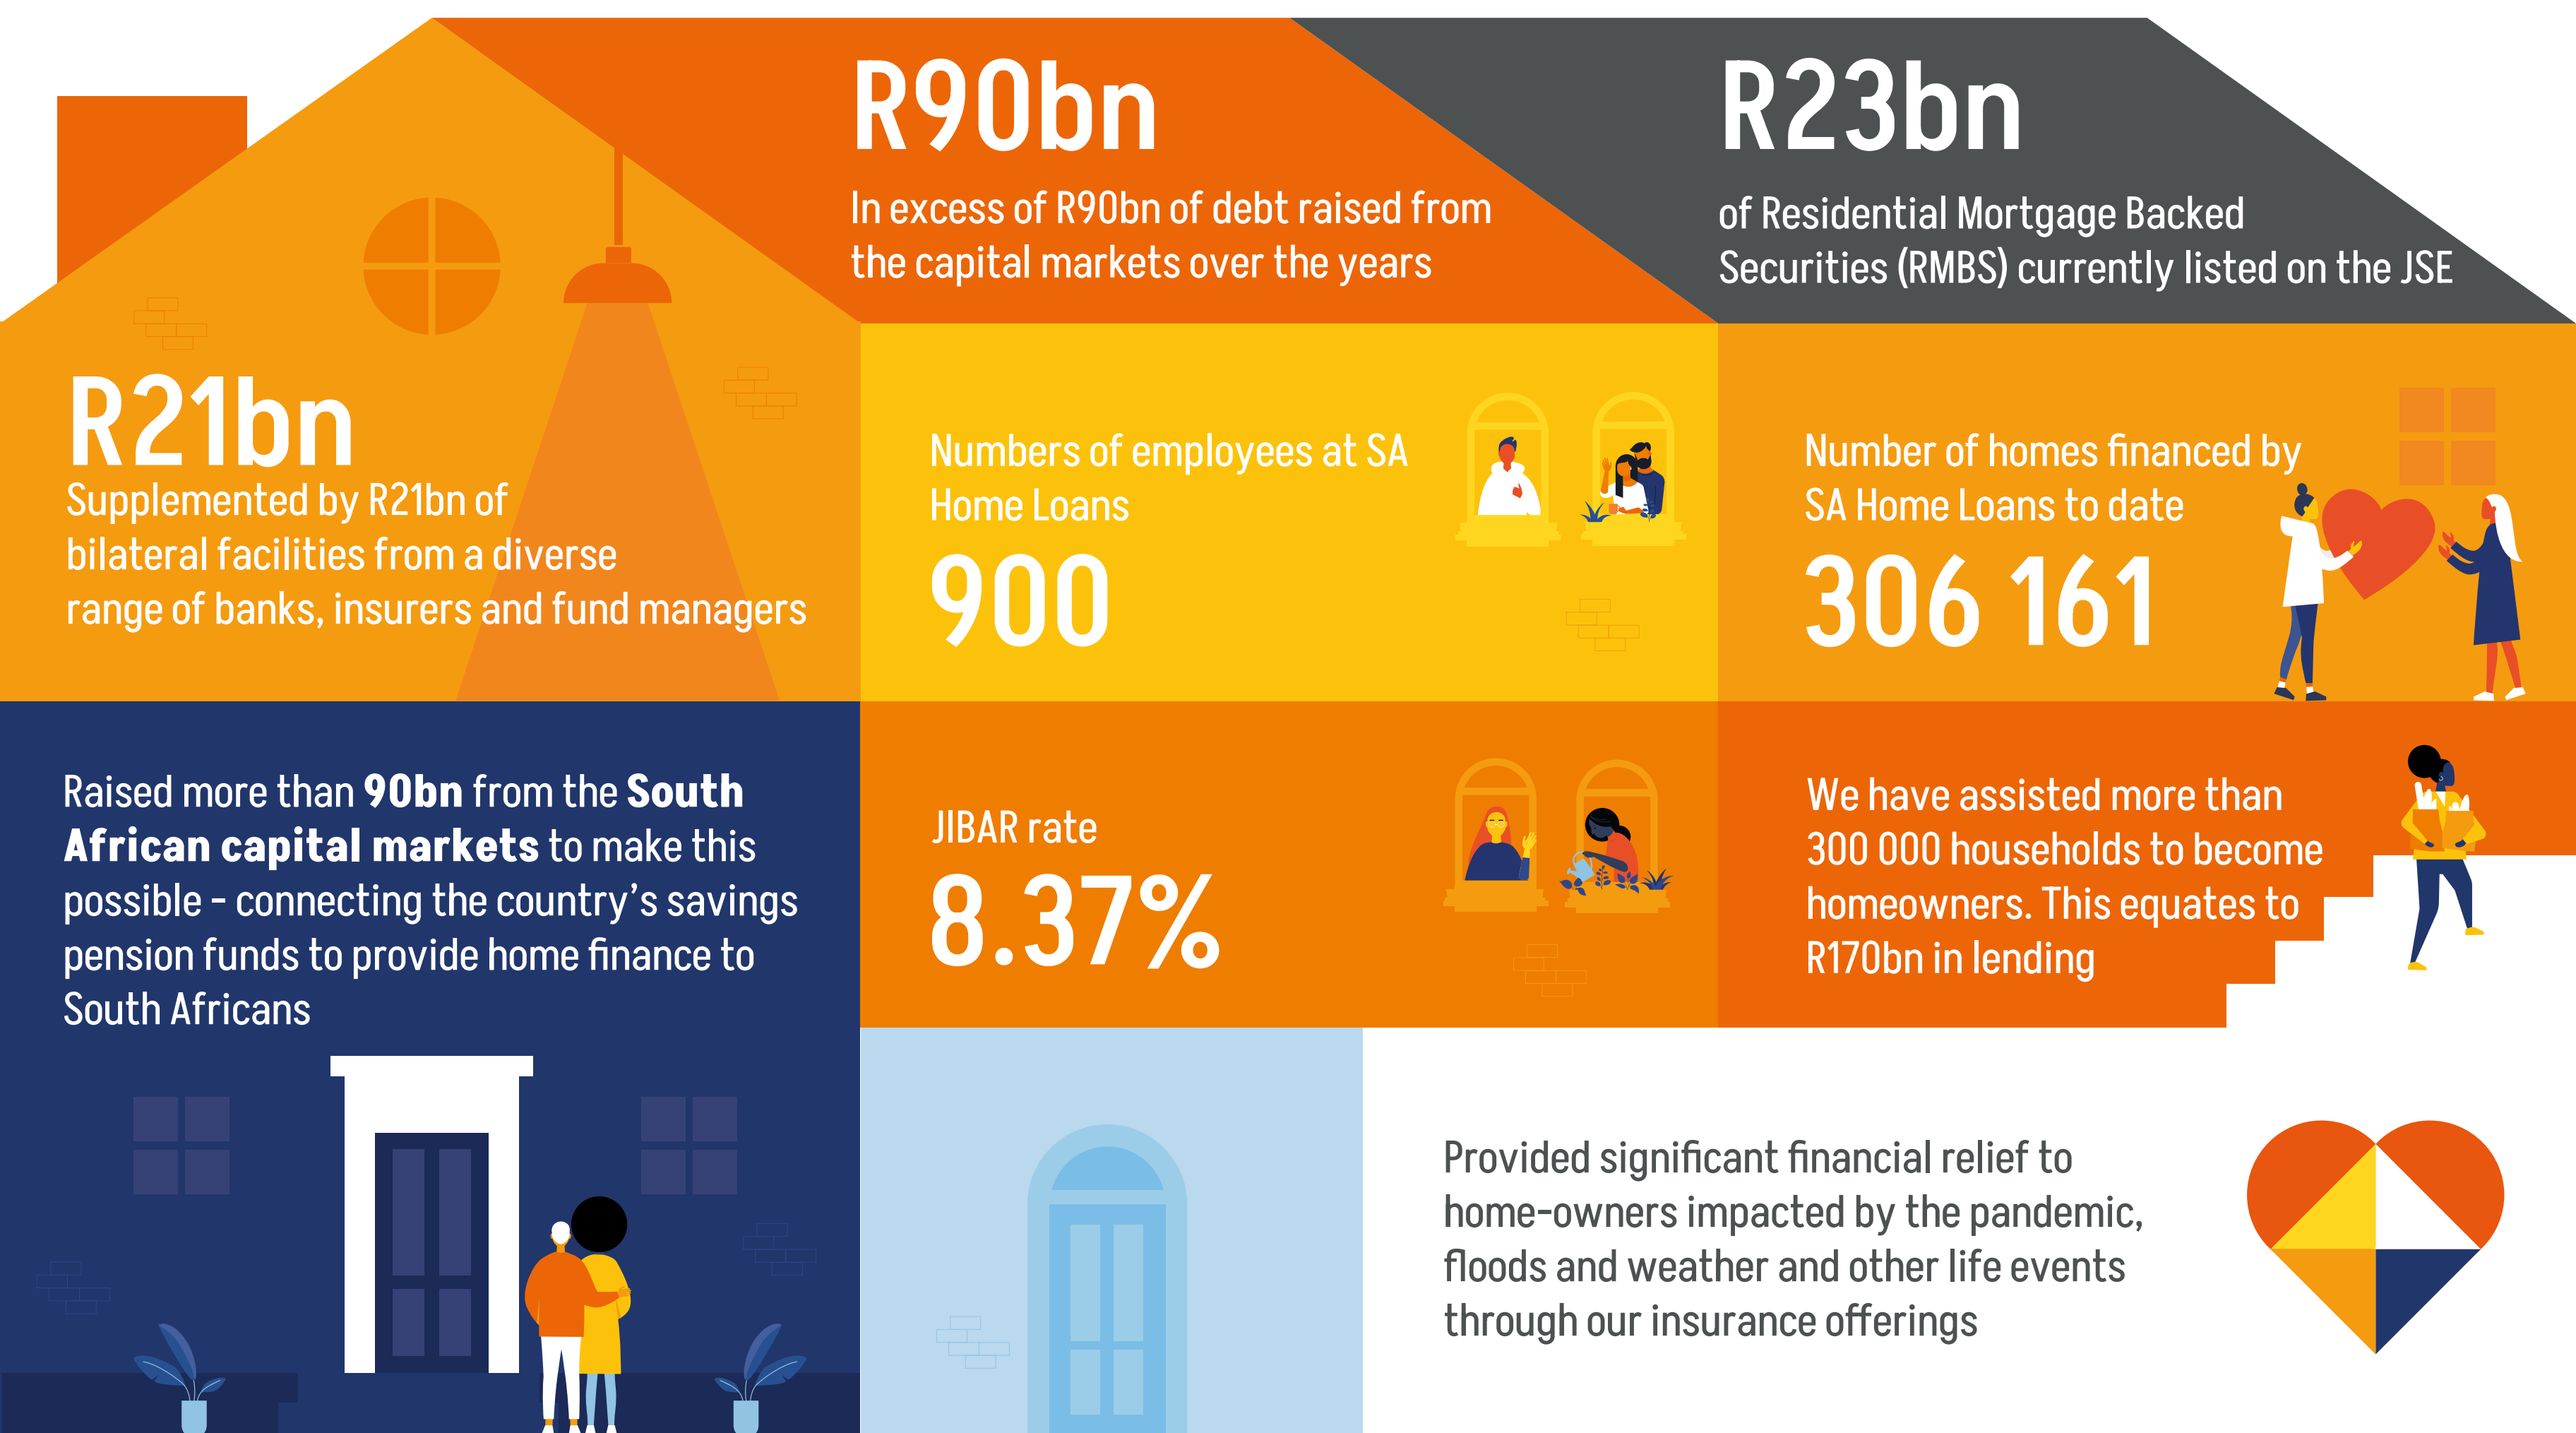 R90bn
In excess of R90bn of debt raised from
the capital markets over the years
R23bn
of Residential Mortgage Backed
Securities (RMBS) currently listed on the JSE
R21bn
Supplemented by R21bn of
bilateral facilities from a diverse
range of banks, insurers and fund managers
Numbers of employees at SA
Home Loans
900
Number of homes financed by
SA Home Loans to date
306 161
Raised more than 90bn from the South
African capital markets to make this
possible - connecting the country's savings
pension funds to provide home finance to
South Africans
JIBAR rate
8.37%
We have assisted more than
300 000 households to become
homeowners. This equates to
R170bn in lending
Provided significant financial relief to
home-owners impacted by the pandemic,
floods and weather and other life events
through our insurance offerings